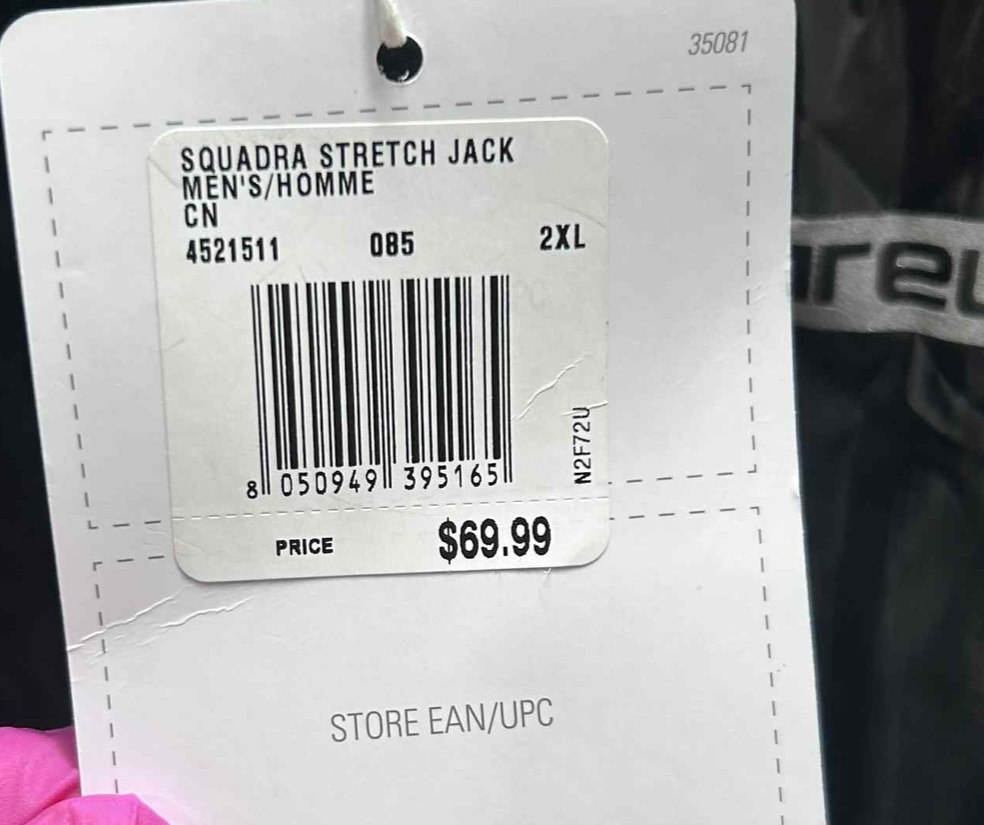 35081
SQUADRA STRETCH JACK
MEN'S/HOMME
CN
4521511 085 2XL
N2F72U
8 050949 395165
PRICE $69.99
STORE EAN/UPC